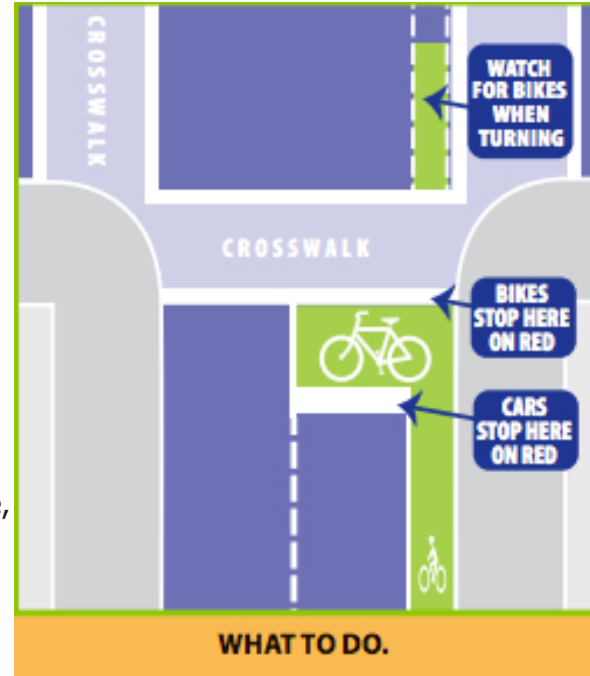 CROSSWALK
WATCH
FOR BIKES
WHEN
TURNING
CROSSWALK
BIKES
STOP HERE
ON RED
CARS
STOP HERE
ON RED
WHAT TO DO.